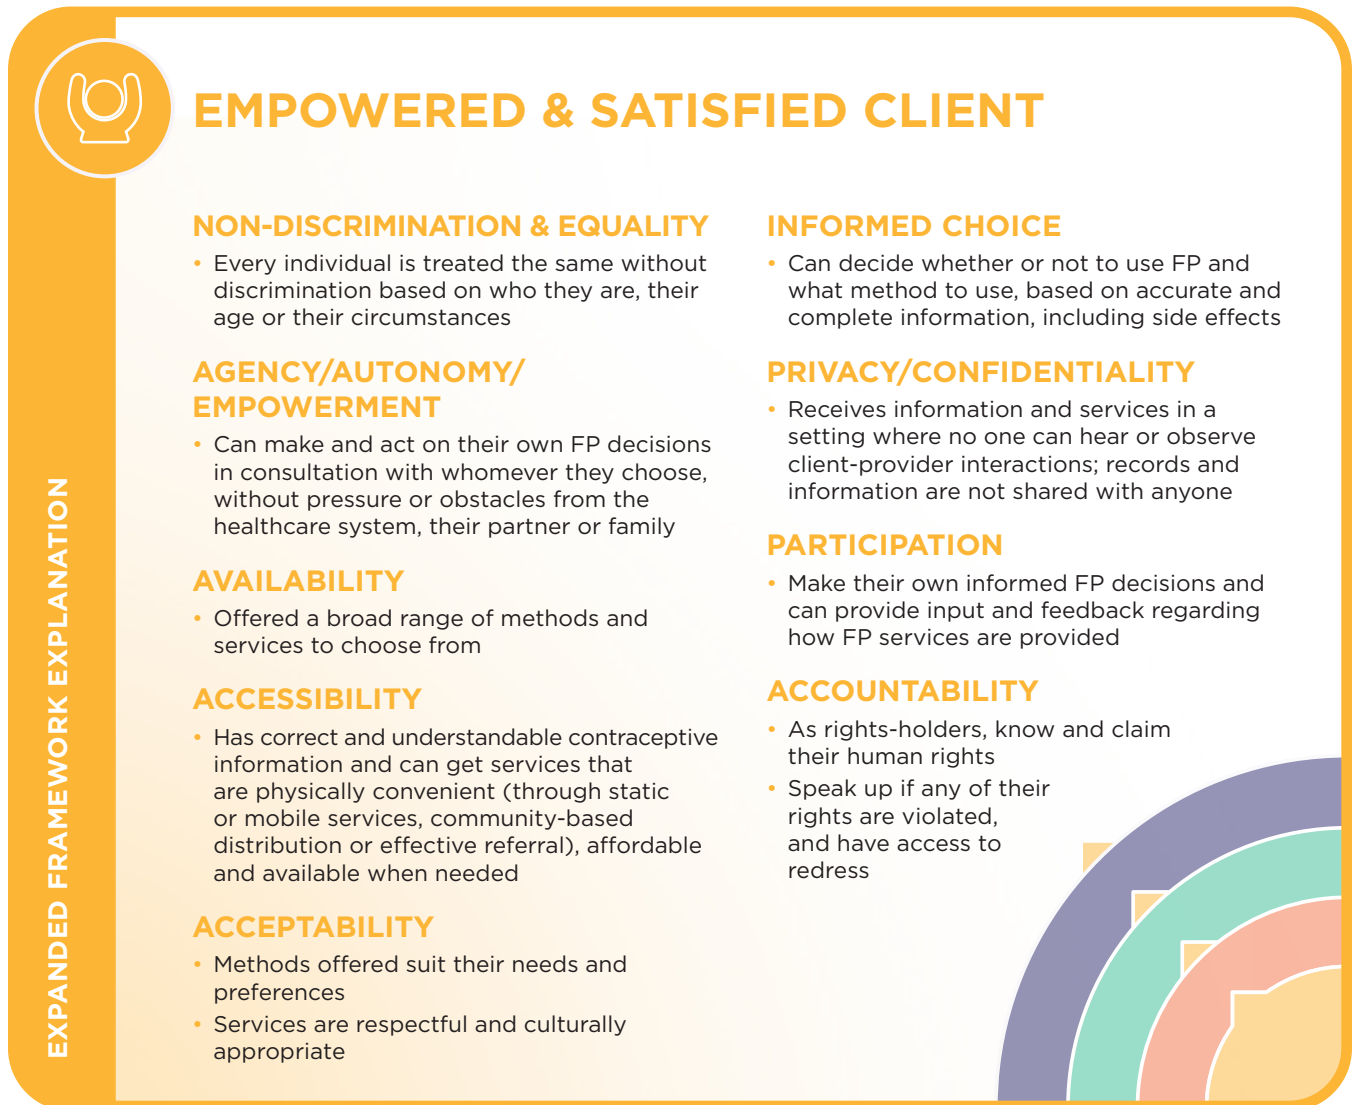 EMPOWERED & SATISFIED CLIENT
NON-DISCRIMINATION & EQUALITY
• Every individual is treated the same without
discrimination based on who they are, their
age or their circumstances
AGENCY/AUTONOMY/
EMPOWERMENT
• Can make and act on their own FP decisions
in consultation with whomever they choose,
without pressure or obstacles from the
healthcare system, their partner or family
AVAILABILITY
• Offered a broad range of methods and
services to choose from
ACCESSIBILITY
• Has correct and understandable contraceptive
information and can get services that
are physically convenient (through static
or mobile services, community-based
distribution or effective referral), affordable
and available when needed
ACCEPTABILITY
• Methods offered suit their needs and
preferences
• Services are respectful and culturally
appropriate
INFORMED CHOICE
• Can decide whether or not to use FP and
what method to use, based on accurate and
complete information, including side effects
PRIVACY/CONFIDENTIALITY
• Receives information and services in a
setting where no one can hear or observe
client-provider interactions; records and
information are not shared with anyone
PARTICIPATION
• Make their own informed FP decisions and
can provide input and feedback regarding
how FP services are provided
ACCOUNTABILITY
• As rights-holders, know and claim
their human rights
• Speak up if any of their
rights are violated,
and have access to
redress
EXPANDED FRAMEWORK EXPLANATION